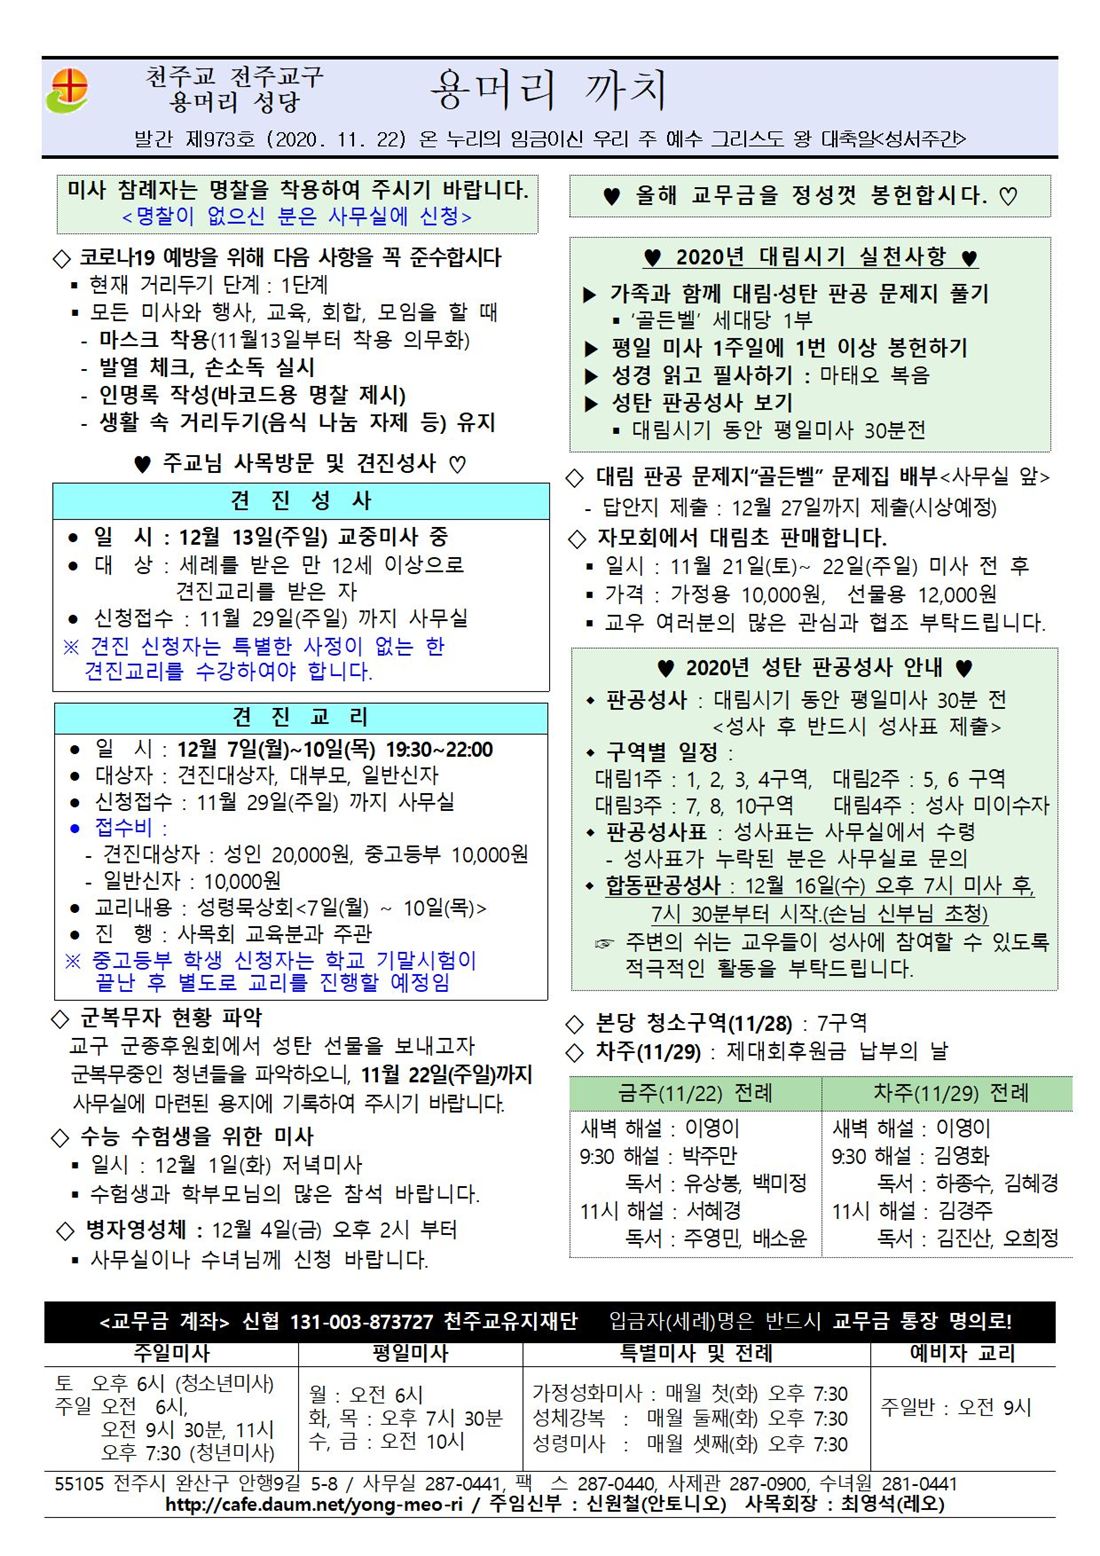 천주교 전주교구
용머리 성당
용머리 까치
발간 제973호 (2020. 11. 22) 온 누리의 임금이신 우리 주 예수 그리스도 왕 대축일<성서주간>
미사 참례자는 명찰을 착용하여 주시기 바랍니다.
<명찰이 없으신 분은 사무실에 신청>
◇ 코로나19 예방을 위해 다음 사항을 꼭 준수합시다
▪ 현재 거리두기 단계 : 1단계
▪ 모든 미사와 행사, 교육, 회합, 모임을 할 때
- 마스크 착용(11월13일부터 착용 의무화)
- 발열 체크, 손소독 실시
- 인명록 작성(바코드용 명찰 제시)
- 생활 속 거리두기(음식 나눔 자제 등) 유지
♥ 주교님 사목방문 및 견진성사 ♡
견 진 성 사
● 일 시 : 12월 13일(주일) 교중미사 중
● 대 상 : 세례를 받은 만 12세 이상으로
견진교리를 받은 자
● 신청접수 : 11월 29일(주일) 까지 사무실
※ 견진 신청자는 특별한 사정이 없는 한
견진교리를 수강하여야 합니다.
견 진 교 리
● 일 시 : 12월 7일(월)~10일(목) 19:30~22:00
● 대상자 : 견진대상자, 대부모, 일반신자
● 신청접수 : 11월 29일(주일) 까지 사무실
● 접수비 :
- 견진대상자 : 성인 20,000원, 중고등부 10,000원
- 일반신자 : 10,000원
● 교리내용 : 성령묵상회<7일(월) ~ 10일(목)>
● 진 행 : 사목회 교육분과 주관
※ 중고등부 학생 신청자는 학교 기말시험이
끝난 후 별도로 교리를 진행할 예정임
◇ 군복무자 현황 파악
교구 군종후원회에서 성탄 선물을 보내고자
군복무중인 청년들을 파악하오니, 11월 22일(주일)까지
사무실에 마련된 용지에 기록하여 주시기 바랍니다.
◇ 수능 수험생을 위한 미사
▪ 일시 : 12월 1일(화) 저녁미사
▪ 수험생과 학부모님의 많은 참석 바랍니다.
◇ 병자영성체 : 12월 4일(금) 오후 2시 부터
▪ 사무실이나 수녀님께 신청 바랍니다.
♥ 올해 교무금을 정성껏 봉헌합시다. ♡
♥ 2020년 대림시기 실천사항 ♥
▶ 가족과 함께 대림·성탄 판공 문제지 풀기
▪ ‘골든벨’ 세대당 1부
▶ 평일 미사 1주일에 1번 이상 봉헌하기
▶ 성경 읽고 필사하기 : 마태오 복음
▶ 성탄 판공성사 보기
▪ 대림시기 동안 평일미사 30분전
◇ 대림 판공 문제지“골든벨” 문제집 배부<사무실 앞>
- 답안지 제출 : 12월 27일까지 제출(시상예정)
◇ 자모회에서 대림초 판매합니다.
▪ 일시 : 11월 21일(토)~ 22일(주일) 미사 전 후
▪ 가격 : 가정용 10,000원, 선물용 12,000원
▪ 교우 여러분의 많은 관심과 협조 부탁드립니다.
♥ 2020년 성탄 판공성사 안내 ♥
◆ 판공성사 : 대림시기 동안 평일미사 30분 전
<성사 후 반드시 성사표 제출>
◆ 구역별 일정 :
대림1주 : 1, 2, 3, 4구역, 대림2주 : 5, 6 구역
대림3주 : 7, 8, 10구역 대림4주 : 성사 미이수자
◆ 판공성사표 : 성사표는 사무실에서 수령
- 성사표가 누락된 분은 사무실로 문의
◆ 합동판공성사 : 12월 16일(수) 오후 7시 미사 후,
7시 30분부터 시작.(손님 신부님 초청)
☞ 주변의 쉬는 교우들이 성사에 참여할 수 있도록
적극적인 활동을 부탁드립니다.
◇ 본당 청소구역(11/28) : 7구역
◇ 차주(11/29) : 제대회후원금 납부의 날
금주(11/22) 전례 차주(11/29) 전례
새벽 해설 : 이영이 새벽 해설 : 이영이
9:30 해설 : 박주만 9:30 해설 : 김영화
독서 : 유상봉, 백미정 독서 : 하종수, 김혜경
11시 해설 : 서혜경 11시 해설 : 김경주
독서 : 주영민, 배소윤 독서 : 김진산, 오희정
<교무금 계좌> 신협 131-003-873727 천주교유지재단 입금자(세례)명은 반드시 교무금 통장 명의로!
주일미사 평일미사 특별미사 및 전례 예비자 교리
토 오후 6시 (청소년미사)
주일 오전 6시,
오전 9시 30분, 11시
오후 7:30 (청년미사)
월 : 오전 6시
화, 목 : 오후 7시 30분
수, 금 : 오전 10시
가정성화미사 : 매월 첫(화) 오후 7:30
성체강복 : 매월 둘째(화) 오후 7:30
성령미사 : 매월 셋째(화) 오후 7:30
주일반 : 오전 9시
55105 전주시 완산구 안행9길 5-8 / 사무실 287-0441, 팩 스 287-0440, 사제관 287-0900, 수녀원 281-0441
http://cafe.daum.net/yong-meo-ri / 주임신부 : 신원철(안토니오) 사목회장 : 최영석(레오)